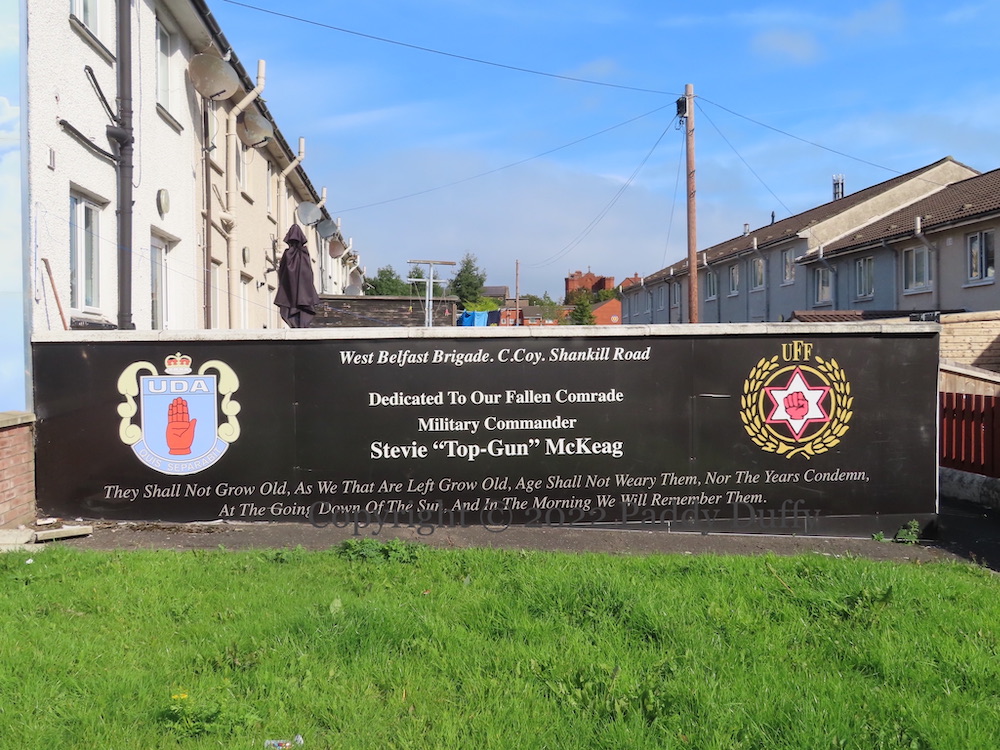 West Belfast Brigade. C.Coy. Shankill Road
Dedicated To Our Fallen Comrade
Military Commander
Stevie "Top-Gun" McKeag
They Shall Not Grow Old, As We That Are Left Grow Old, Age Shall Not Weary Them, Nor The Years Condemn,
At The Going Down Of The Sun, And In The Morning We Will Remember Them.
UDA
QUIS SEPARABIT
UFF
Copyright © 2022 Paddy Duffy